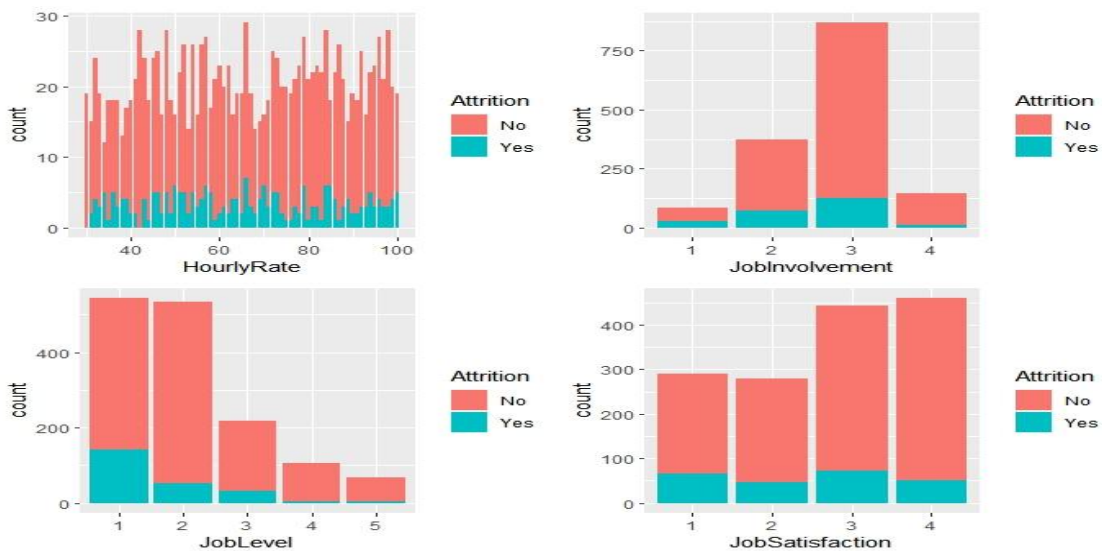 30
20
10
0
count
40
60
80
100
HourlyRate
Attrition
No
Yes
750
500
250
0
count
1
2
3
4
JobInvolvement
Attrition
No
Yes
400
200
0
count
1
2
3
4
5
JobLevel
Attrition
No
Yes
400
300
200
100
0
count
1
2
3
4
JobSatisfaction
Attrition
No
Yes